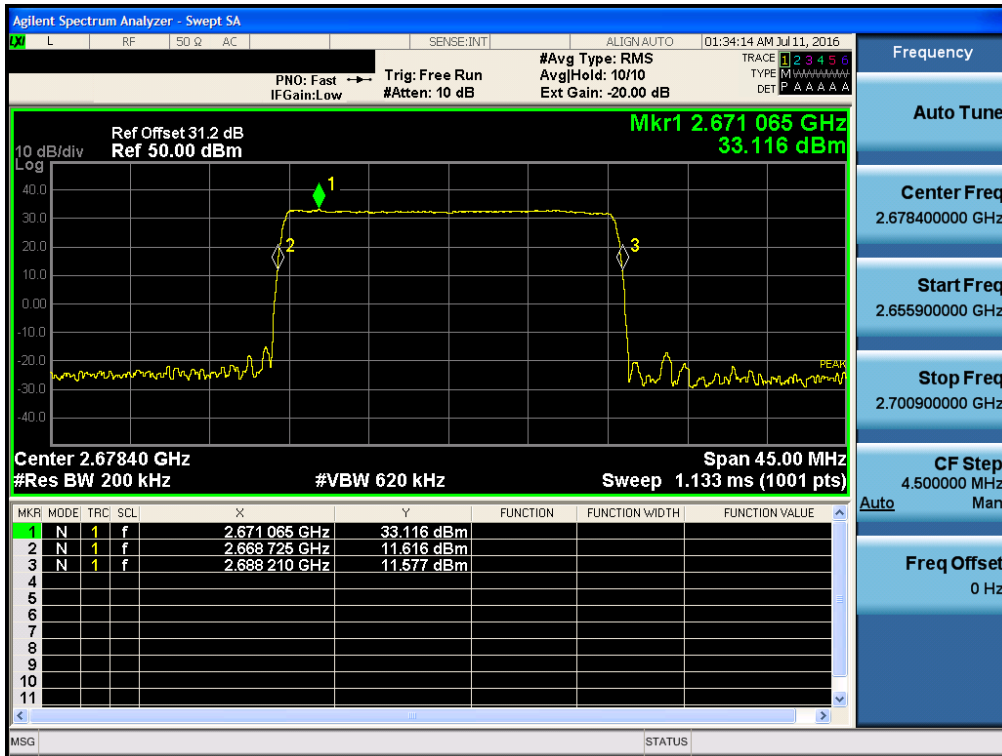 Agilent Spectrum Analyzer - Swept SA
LXI L RF 50 Ω AC SENSE:INT ALIGN AUTO 01:34:14 AM Jul 11, 2016
PNO: Fast
IFGain:Low
Trig: Free Run
#Atten: 10 dB
#Avg Type: RMS
Avg|Hold: 10/10
Ext Gain: -20.00 dB
TRACE 1 2 3 4 5 6
TYPE M WWWWW
DET P A A A A A
Ref Offset 31.2 dB
Ref 50.00 dBm
10 dB/div
Log
Mkr1 2.671 065 GHz
33.116 dBm
40.0
30.0
20.0
10.0
0.00
-10.0
-20.0
-30.0
-40.0
1
2
3
PEAK
Center 2.67840 GHz Span 45.00 MHz
#Res BW 200 kHz #VBW 620 kHz Sweep 1.133 ms (1001 pts)
MKR MODE TRC SCL X Y FUNCTION FUNCTION WIDTH FUNCTION VALUE
1 N 1 f 2.671 065 GHz 33.116 dBm
2 N 1 f 2.668 725 GHz 11.616 dBm
3 N 1 f 2.688 210 GHz 11.577 dBm
4
5
6
7
8
9
10
11
MSG STATUS
Frequency
Auto Tune
Center Freq
2.678400000 GHz
Start Freq
2.655900000 GHz
Stop Freq
2.700900000 GHz
CF Step
4.500000 MHz
Auto Man
Freq Offset
0 Hz